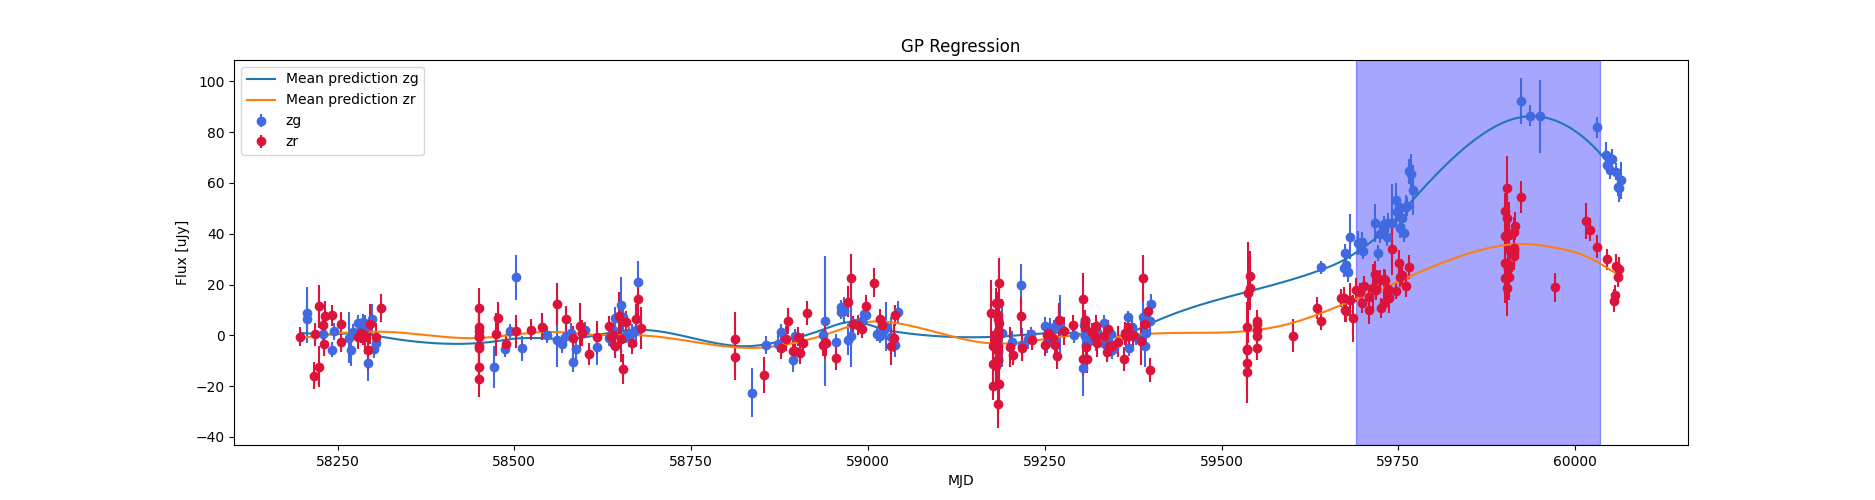 GP Regression
Mean prediction zg
Mean prediction zr
zg
zr
Flux [uJy]
100
80
60
40
20
0
−20
−40
58250 58500 58750 59000 59250 59500 59750 60000
MJD